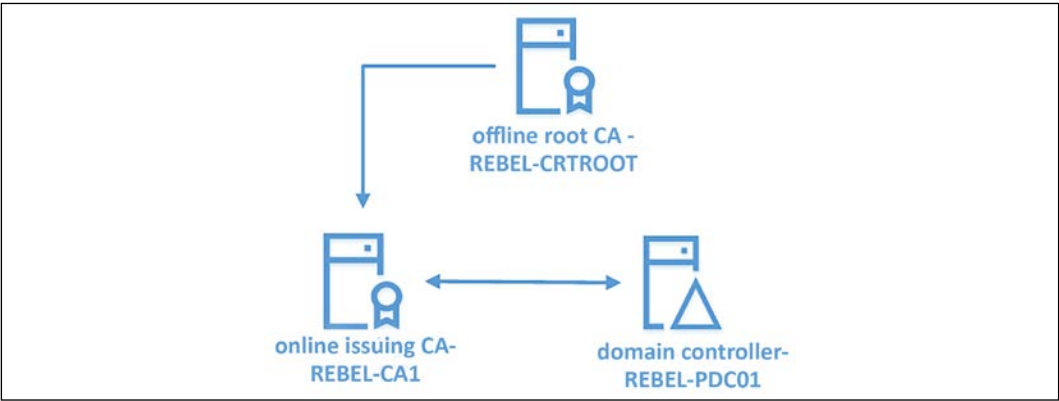 offline root CA -
REBEL-CRTROOT
online issuing CA-
REBEL-CA1
domain controller-
REBEL-PDC01